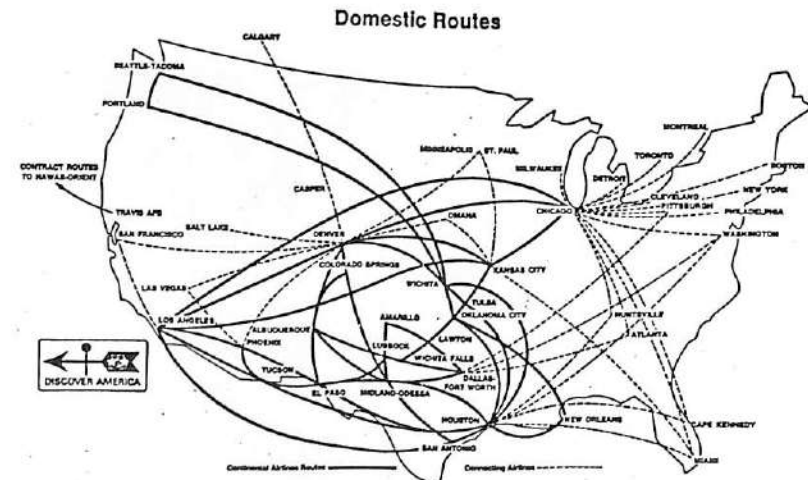 Domestic Routes
CALGARY
SEATTLE-TACOMA
PORTLAND
MONTREAL
MINNEAPOLIS
ST. PAUL
MILWAUKEE
TORONTO
DETROIT
BOSTON
CONTRACT ROUTES
TO HAWAII-ORIENT
CASPER
CLEVELAND
NEW YORK
PITTSBURGH
CHICAGO
PHILADELPHIA
TRAVIS AFB
OMAHA
SAN FRANCISCO
SALT LAKE
DENVER
WASHINGTON
COLORADO SPRINGS
KANSAS CITY
LAS VEGAS
WICHITA
TULSA
LOS ANGELES
AMARILLO
OKLAHOMA CITY
HUNTSVILLE
ALBUQUERQUE
PHOENIX
LUBBOCK
LAWTON
ATLANTA
WICHITA FALLS
TUCSON
DALLAS-
FORT WORTH
DISCOVER AMERICA
EL PASO
MIDLAND-ODESSA
HOUSTON
NEW ORLEANS
CAPE KENNEDY
SAN ANTONIO
MIAMI
Continental Airlines Routes
Connecting Airlines